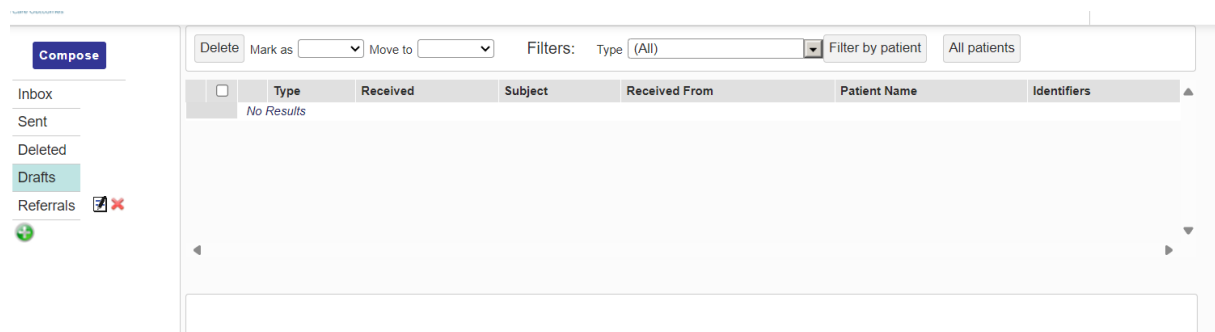 Compose
Inbox
Sent
Deleted
Drafts
Referrals
Delete Mark as Move to Filters: Type (All) Filter by patient All patients
Type Received Subject Received From Patient Name Identifiers
No Results